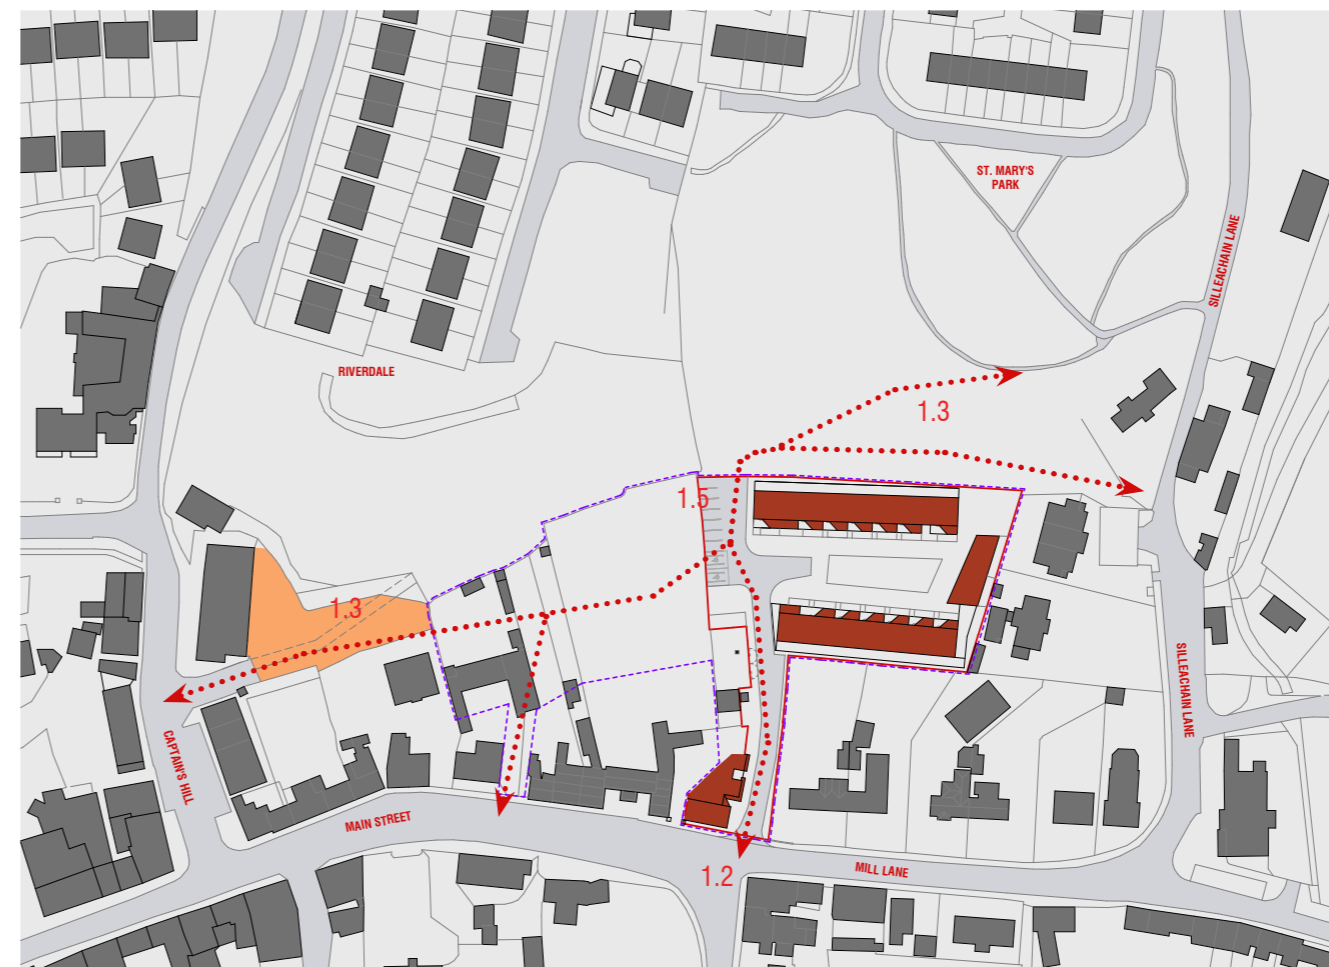 ST. MARY'S
PARK
SILLEACHAIN LANE
RIVERDALE
1.3
1.5
1.3
SILLEACHAIN LANE
CAPTAIN'S HILL
MAIN STREET
MILL LANE
1.2